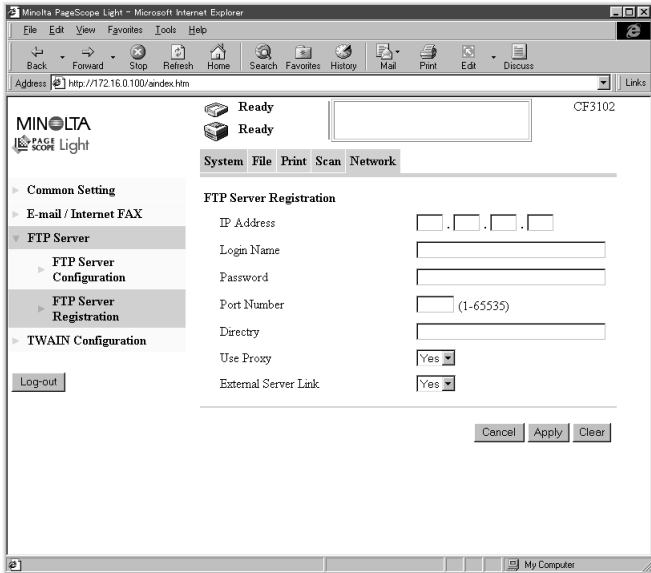 Minolta PageScope Light - Microsoft Internet Explorer
File Edit View Favorites Tools Help
Back Forward Stop Refresh Home Search Favorites History Mail Print Edit Discuss
Address http://172.16.0.100/aindex.htm Links
MINOLTA
PAGE SCOPE Light
Ready
Ready
CF3102
System File Print Scan Network
Common Setting
E-mail / Internet FAX
FTP Server
FTP Server
Configuration
FTP Server
Registration
TWAIN Configuration
Log-out
FTP Server Registration
IP Address . . .
Login Name
Password
Port Number (1-65535)
Directry
Use Proxy Yes
External Server Link Yes
Cancel Apply Clear
My Computer